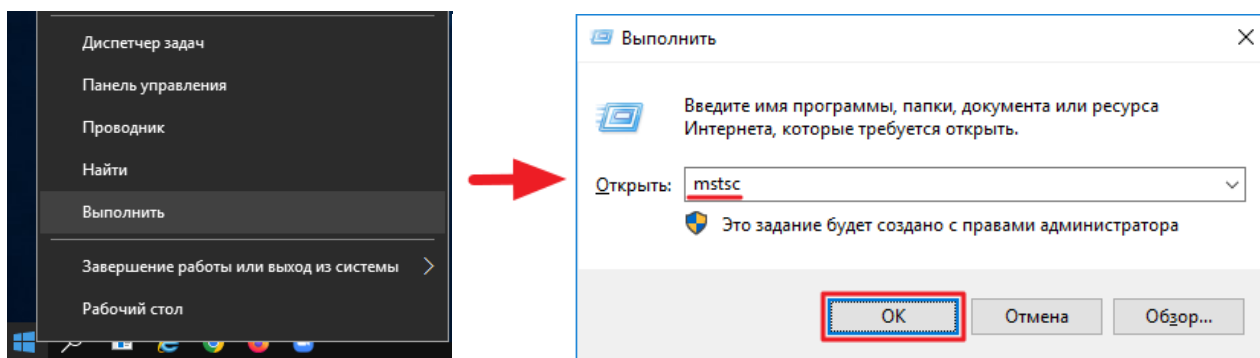 Диспетчер задач
Панель управления
Проводник
Найти
Выполнить
Завершение работы или выход из системы
Рабочий стол
Выполнить
Введите имя программы, папки, документа или ресурса
Интернета, которые требуется открыть.
Открыть: mstsc
Это задание будет создано с правами администратора
OK Отмена Обзор...